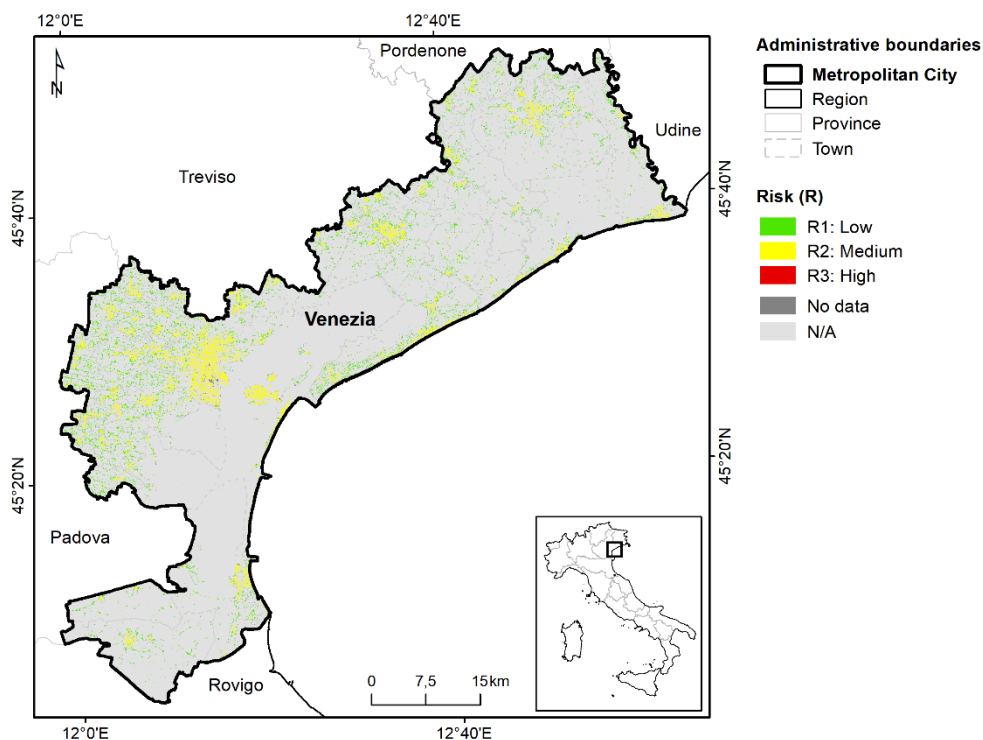 12°0'E
12°40'E
Pordenone
N
Udine
Treviso
45°40'N
45°40'N
Venezia
45°20'N
45°20'N
Padova
Rovigo
0
7,5
15 km
12°0'E
12°40'E
Administrative boundaries
Metropolitan City
Region
Province
Town
Risk (R)
R1: Low
R2: Medium
R3: High
No data
N/A